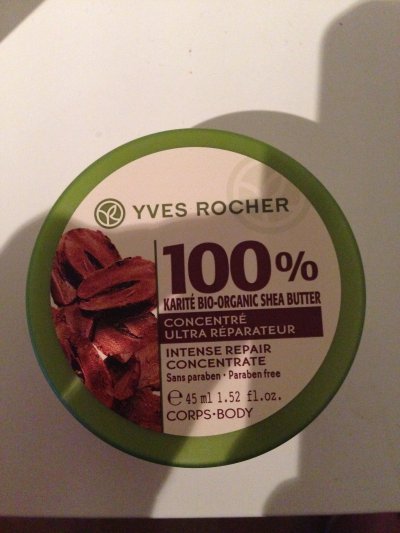 YVES ROCHER
100%
KARITÉ BIO-ORGANIC SHEA BUTTER
CONCENTRÉ
ULTRA RÉPARATEUR
INTENSE REPAIR
CONCENTRATE
Sans paraben · Paraben free
℮ 45 ml 1.52 fl.oz.
CORPS·BODY